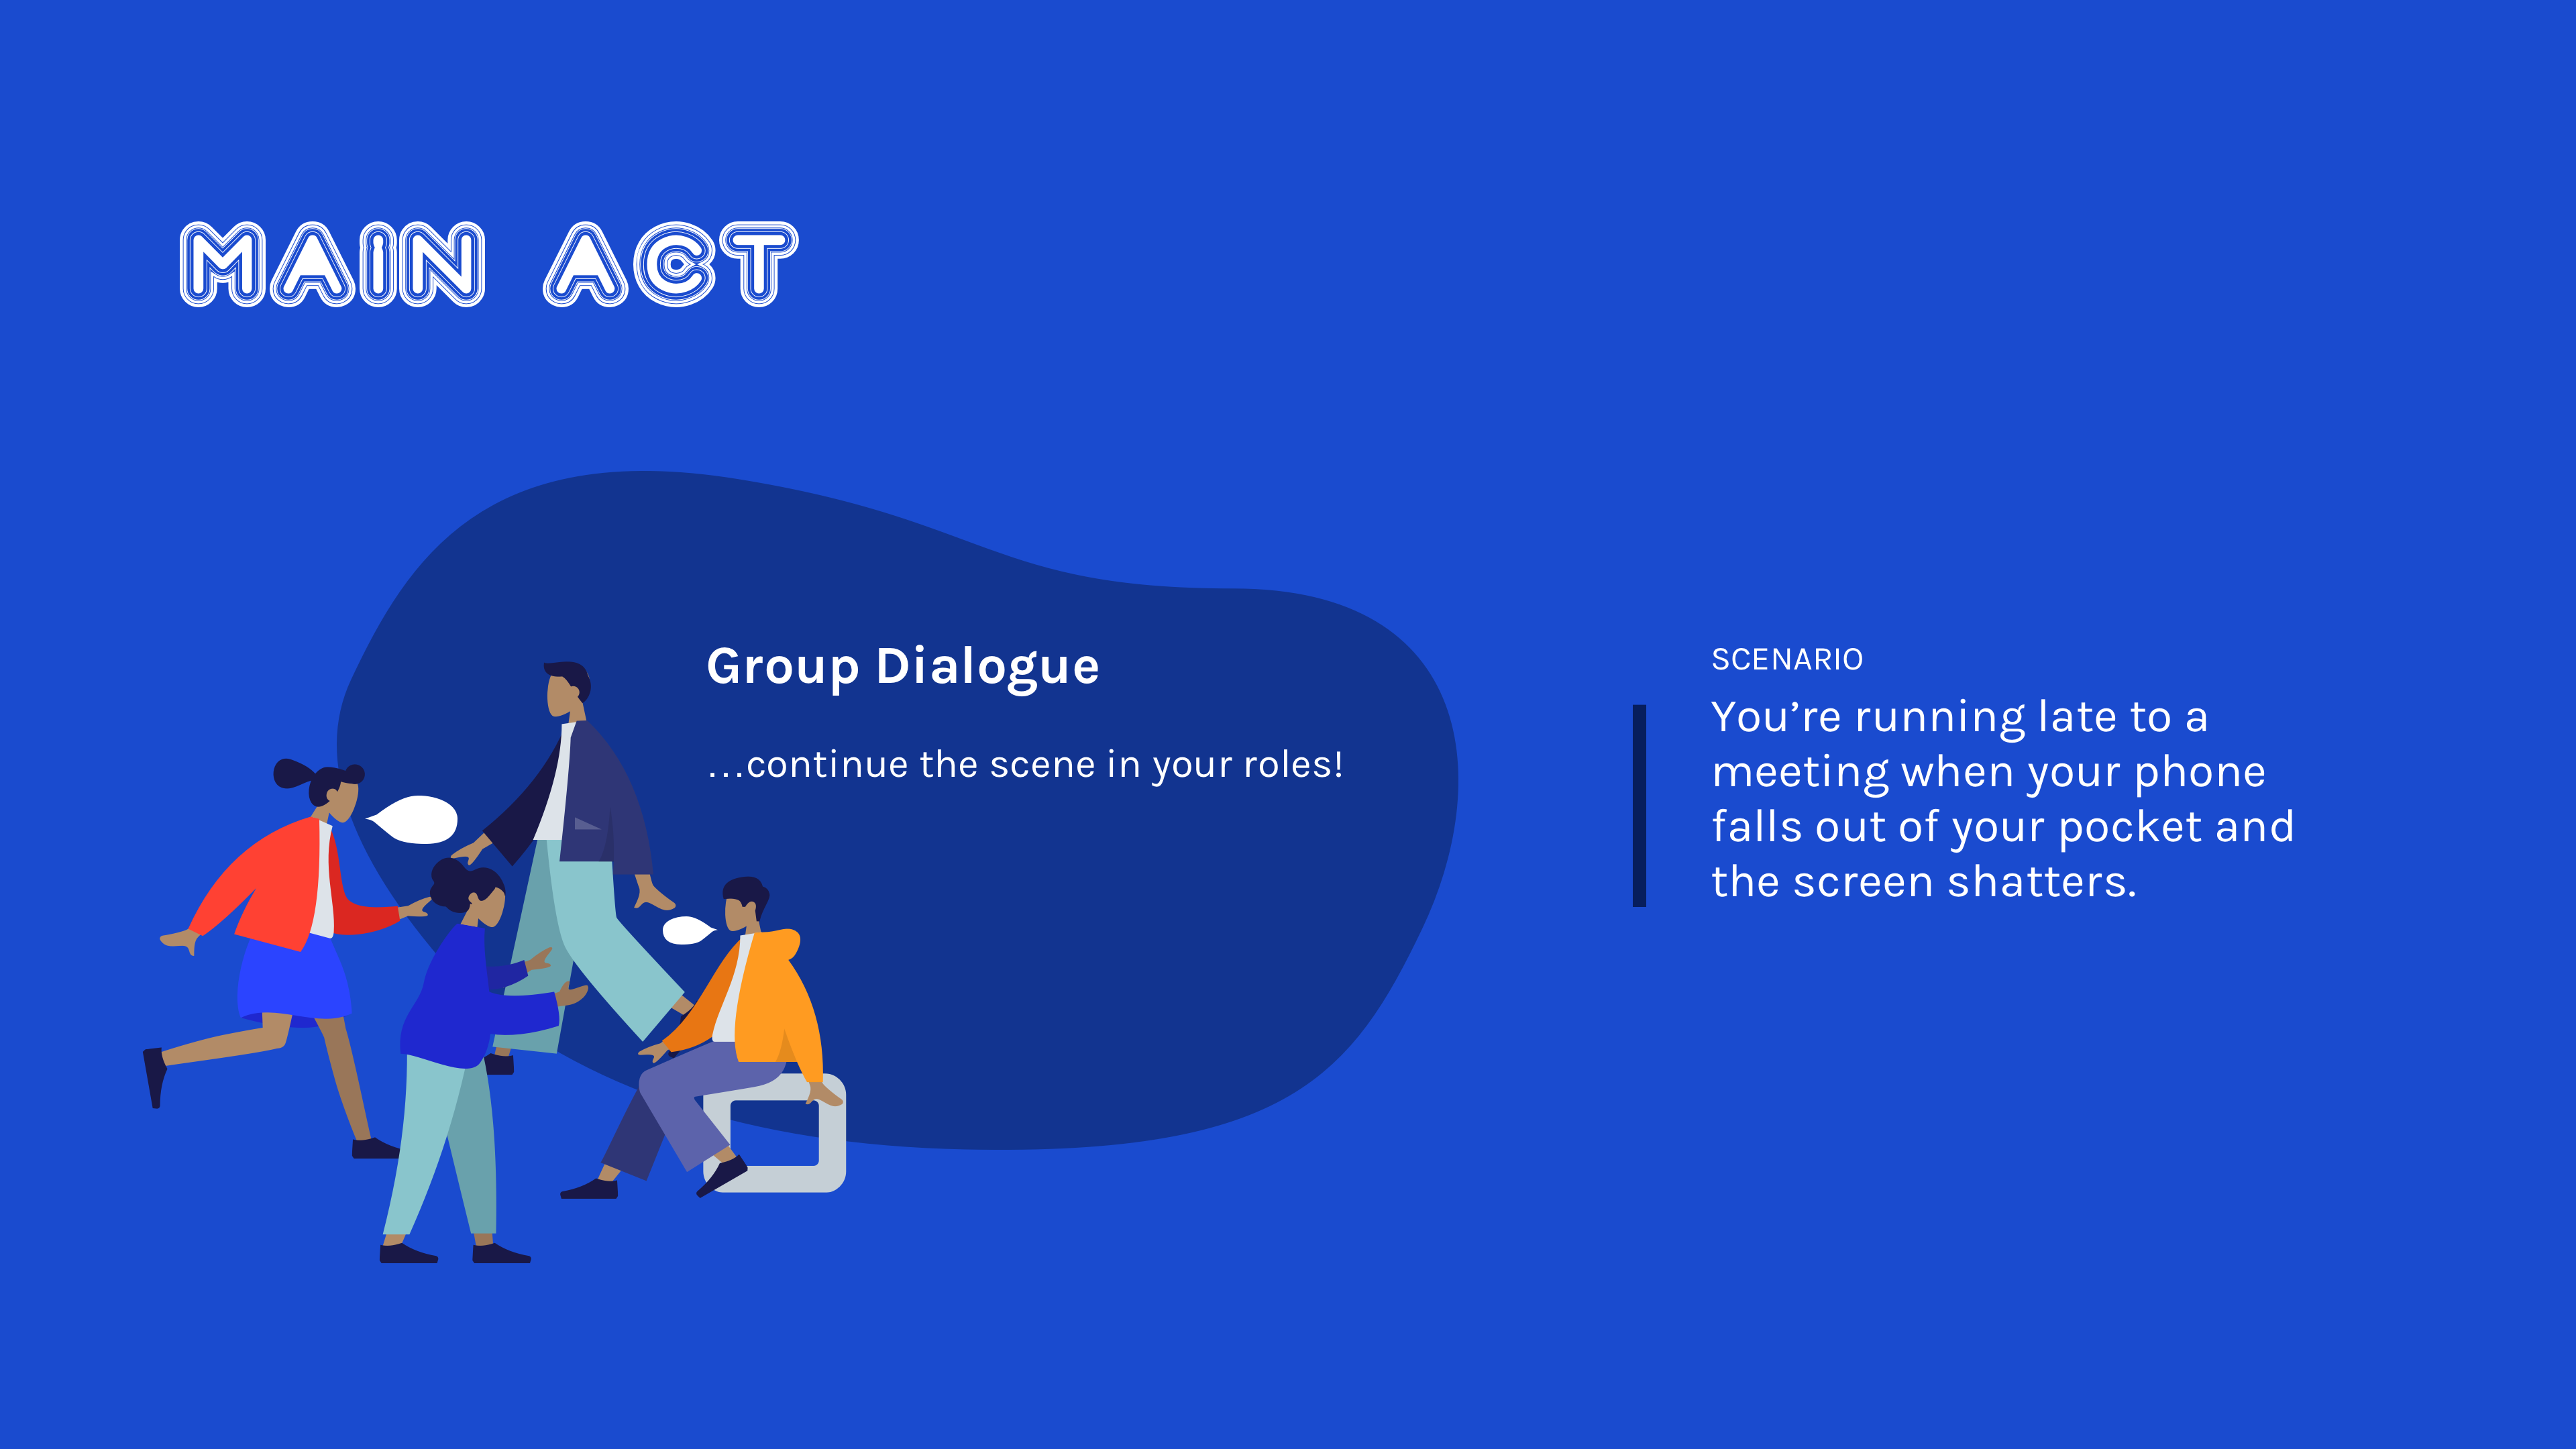 MAiN ACT
Group Dialogue
…continue the scene in your roles!
SCENARIO
You’re running late to a
meeting when your phone
falls out of your pocket and
the screen shatters.